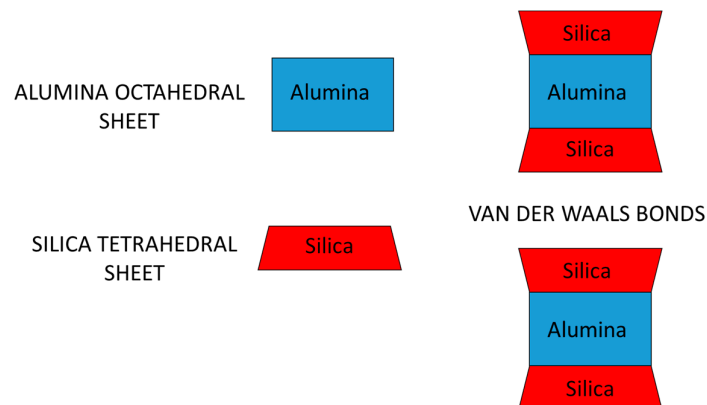 ALUMINA OCTAHEDRAL
SHEET
Alumina
SILICA TETRAHEDRAL
SHEET
Silica
Silica
Alumina
Silica
VAN DER WAALS BONDS
Silica
Alumina
Silica